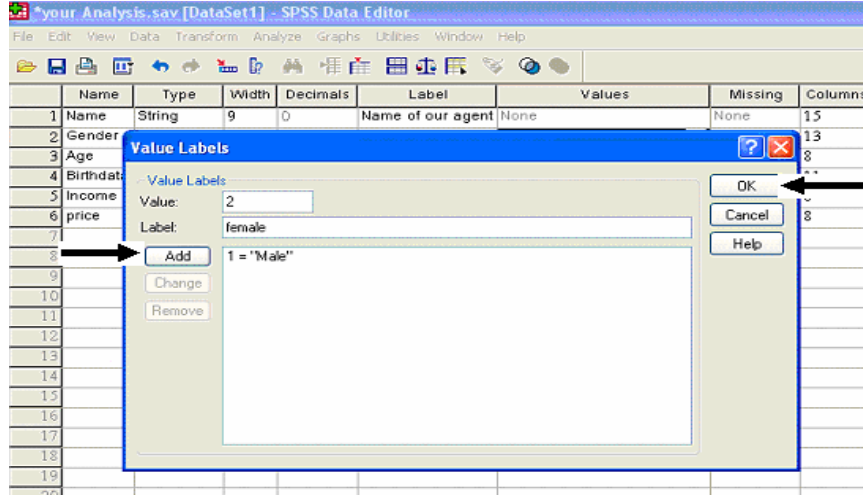 *your Analysis.sav [DataSet1] - SPSS Data Editor
File Edit View Data Transform Analyze Graphs Utilities Window Help
Name Type Width Decimals Label Values Missing Columns
1 Name String 9 0 Name of our agent None None 15
2 Gender 13
3 Age 8
4 Birthdat
5 Income
6 price 8
7
8
9
10
11
12
13
14
15
16
17
18
19
Value Labels
Value Labels
Value: 2
Label: female
Add
Change
Remove
1 = "Male"
OK
Cancel
Help